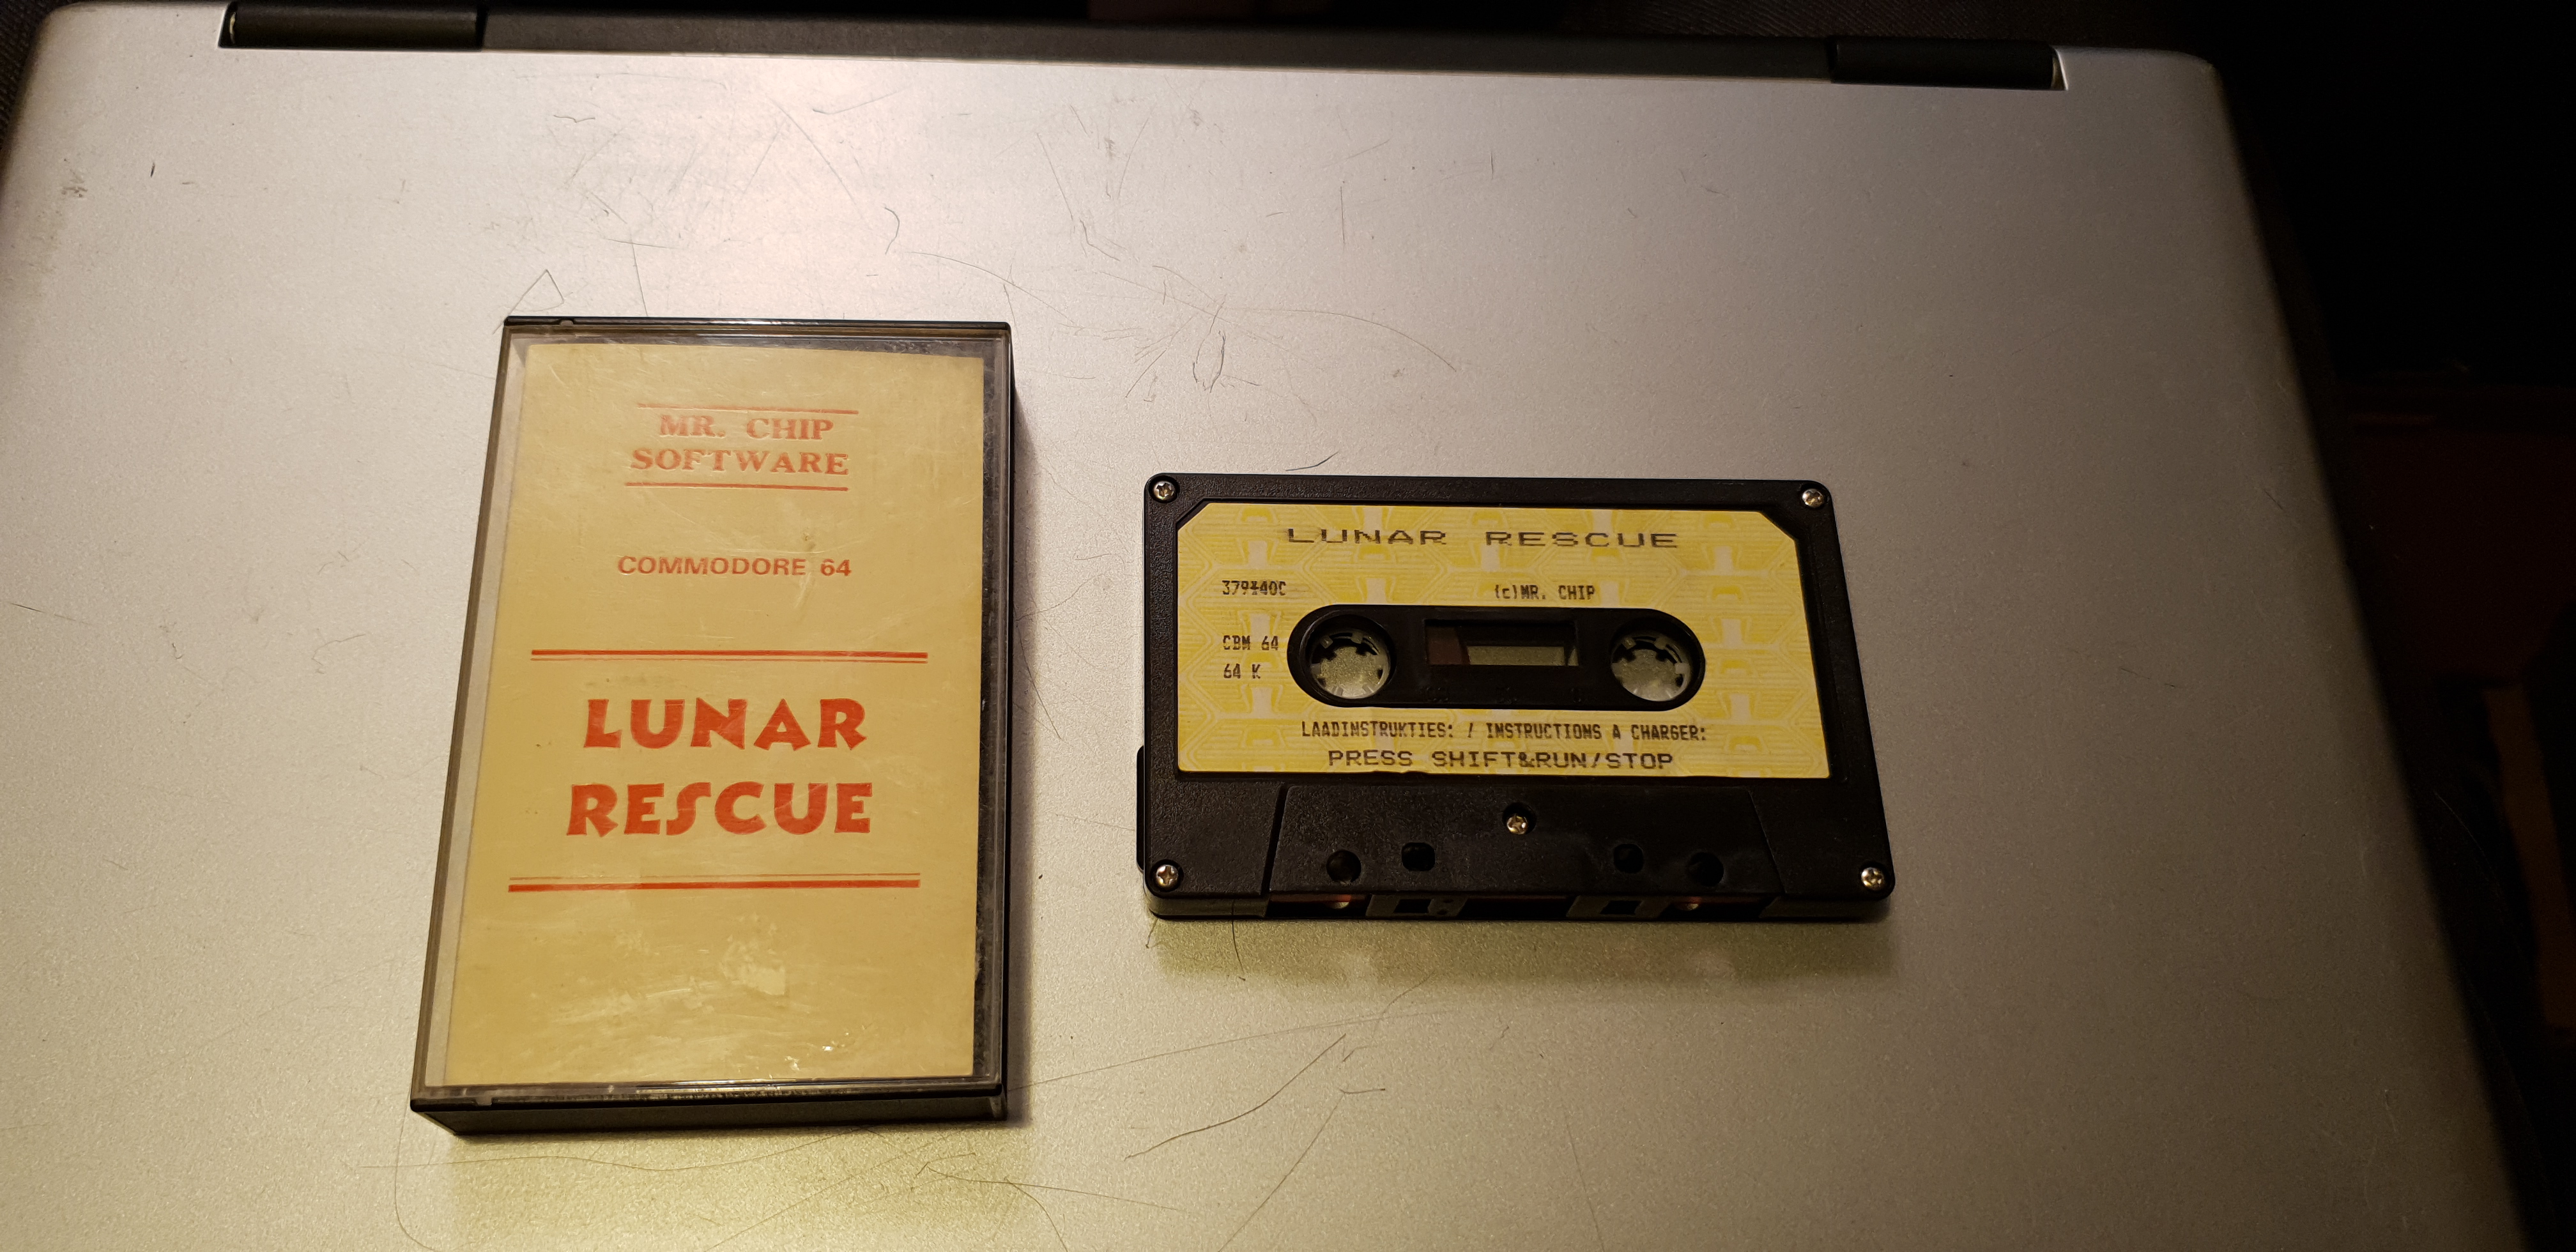 MR. CHIP
SOFTWARE
COMMODORE 64
LUNAR
RESCUE
LUNAR RESCUE
(c)MR. CHIP
CBM 64
64 K
LAADINSTRUKTIES: / INSTRUCTIONS A CHARGER:
PRESS SHIFT&RUN/STOP